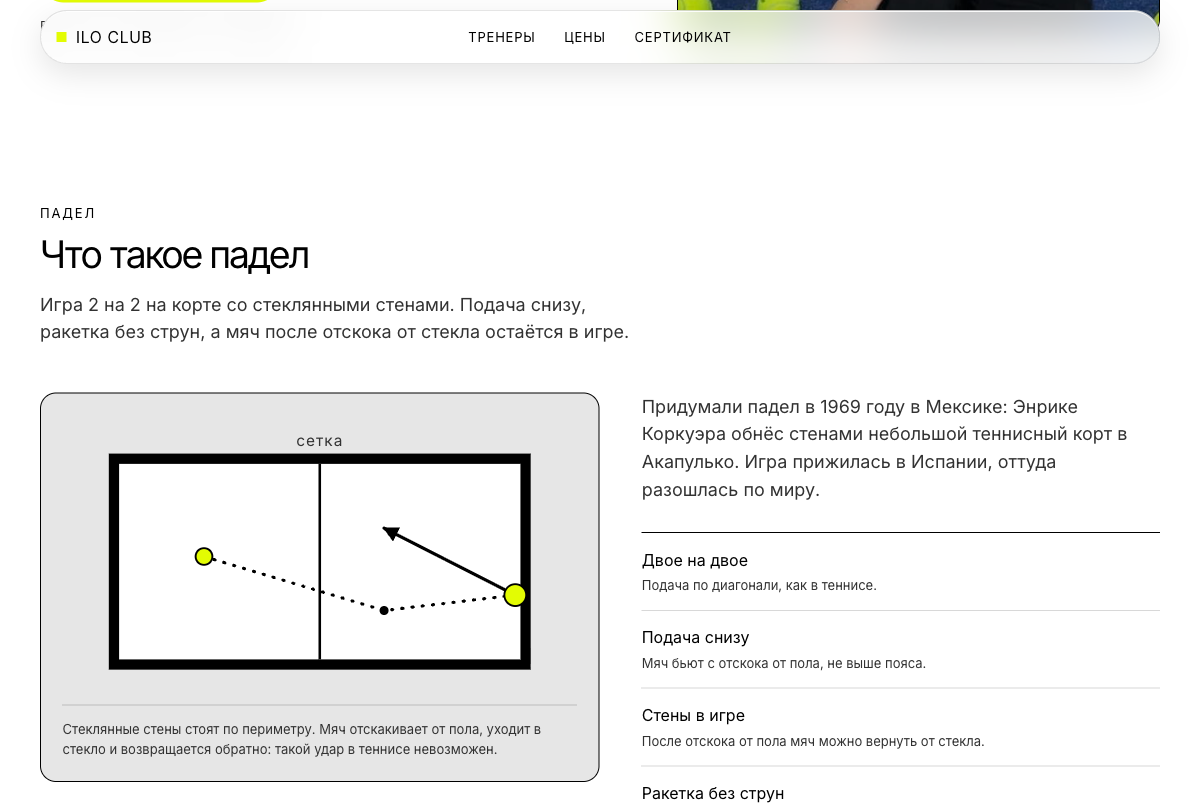 ILO CLUB
ТРЕНЕРЫ ЦЕНЫ СЕРТИФИКАТ
ПАДЕЛ
Что такое падел
Игра 2 на 2 на корте со стеклянными стенами. Подача снизу,
ракетка без струн, а мяч после отскока от стекла остаётся в игре.
сетка
Стеклянные стены стоят по периметру. Мяч отскакивает от пола, уходит в
стекло и возвращается обратно: такой удар в теннисе невозможен.
Придумали падел в 1969 году в Мексике: Энрике
Коркуэра обнёс стенами небольшой теннисный корт в
Акапулько. Игра прижилась в Испании, оттуда
разошлась по миру.
Двое на двое
Подача по диагонали, как в теннисе.
Подача снизу
Мяч бьют с отскока от пола, не выше пояса.
Стены в игре
После отскока от пола мяч можно вернуть от стекла.
Ракетка без струн